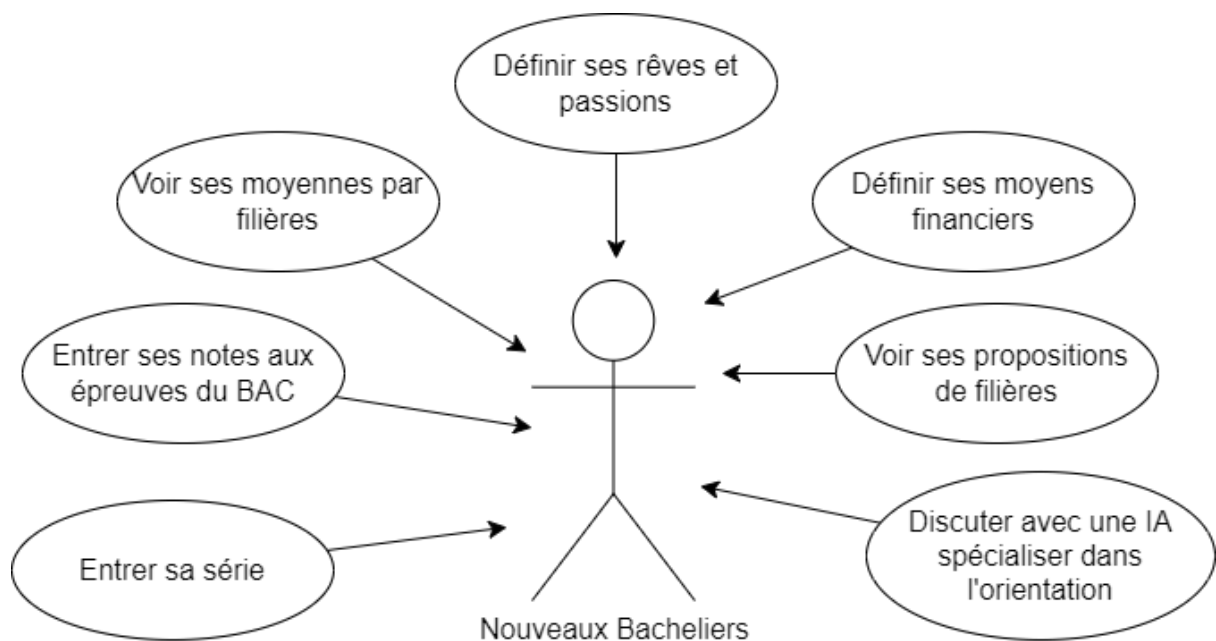 Définir ses rêves et
passions
Voir ses moyennes par
filières
Définir ses moyens
financiers
Entrer ses notes aux
épreuves du BAC
Voir ses propositions
de filières
Entrer sa série
Discuter avec une IA
spécialiser dans
l'orientation
Nouveaux Bacheliers